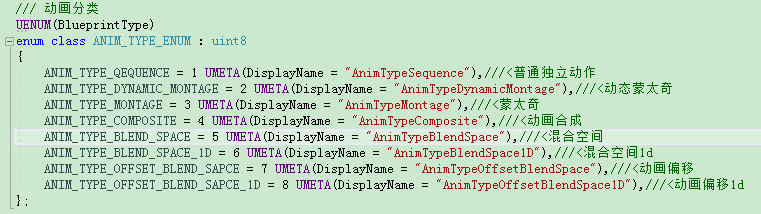 /// 动画分类
UENUM(BlueprintType)
enum class ANIM_TYPE_ENUM : uint8
{
ANIM_TYPE_QEQUENCE = 1 UMETA(DisplayName = "AnimTypeSequence"),///<普通独立动作
ANIM_TYPE_DYNAMIC_MONTAGE = 2 UMETA(DisplayName = "AnimTypeDynamicMontage"),///<动态蒙太奇
ANIM_TYPE_MONTAGE = 3 UMETA(DisplayName = "AnimTypeMontage"),///<蒙太奇
ANIM_TYPE_COMPOSITE = 4 UMETA(DisplayName = "AnimTypeComposite"),///<动画合成
ANIM_TYPE_BLEND_SPACE = 5 UMETA(DisplayName = "AnimTypeBlendSpace"),///<混合空间
ANIM_TYPE_BLEND_SPACE_1D = 6 UMETA(DisplayName = "AnimTypeBlendSpace1D"),///<混合空间1d
ANIM_TYPE_OFFSET_BLEND_SAPCE = 7 UMETA(DisplayName = "AnimTypeOffsetBlendSpace"),///<动画偏移
ANIM_TYPE_OFFSET_BLEND_SAPCE_1D = 8 UMETA(DisplayName = "AnimTypeOffsetBlendSpace1D"),///<动画偏移1d
};